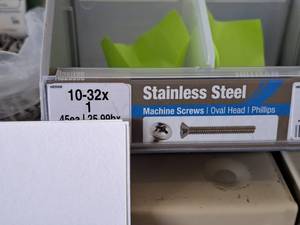 10-32x
1
45ea | 25.99bx
Stainless Steel
Machine Screws | Oval Head | Phillips